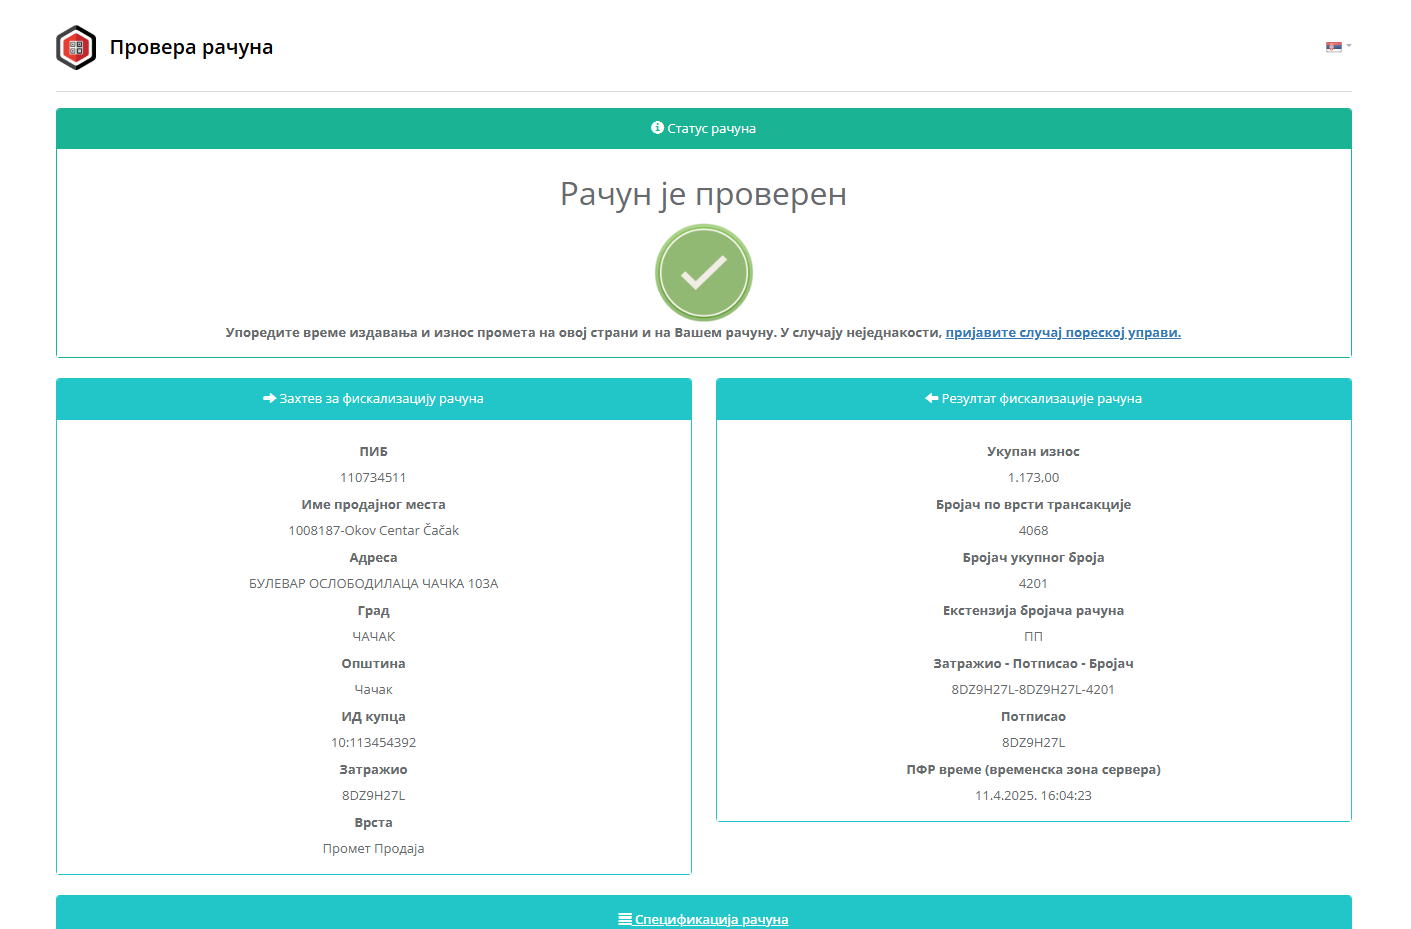 Провера рачуна
Статус рачуна
Рачун је проверен
Упоредите време издавања и износ промета на овој страни и на Вашем рачуну. У случају неједнакости, пријавите случај пореској управи.
Захтев за фискализацију рачуна
ПИБ
110734511
Име продајног места
1008187-Okov Centar Čačak
Адреса
БУЛЕВАР ОСЛОБОДИЛАЦА ЧАЧКА 103А
Град
ЧАЧАК
Општина
Чачак
ИД купца
10:113454392
Затражио
8DZ9H27L
Врста
Промет Продаја
Резултат фискализације рачуна
Укупан износ
1.173,00
Бројач по врсти трансакције
4068
Бројач укупног броја
4201
Екстензија бројача рачуна
ПП
Затражио - Потписао - Бројач
8DZ9H27L-8DZ9H27L-4201
Потписао
8DZ9H27L
ПФР време (временска зона сервера)
11.4.2025. 16:04:23
Спецификација рачуна